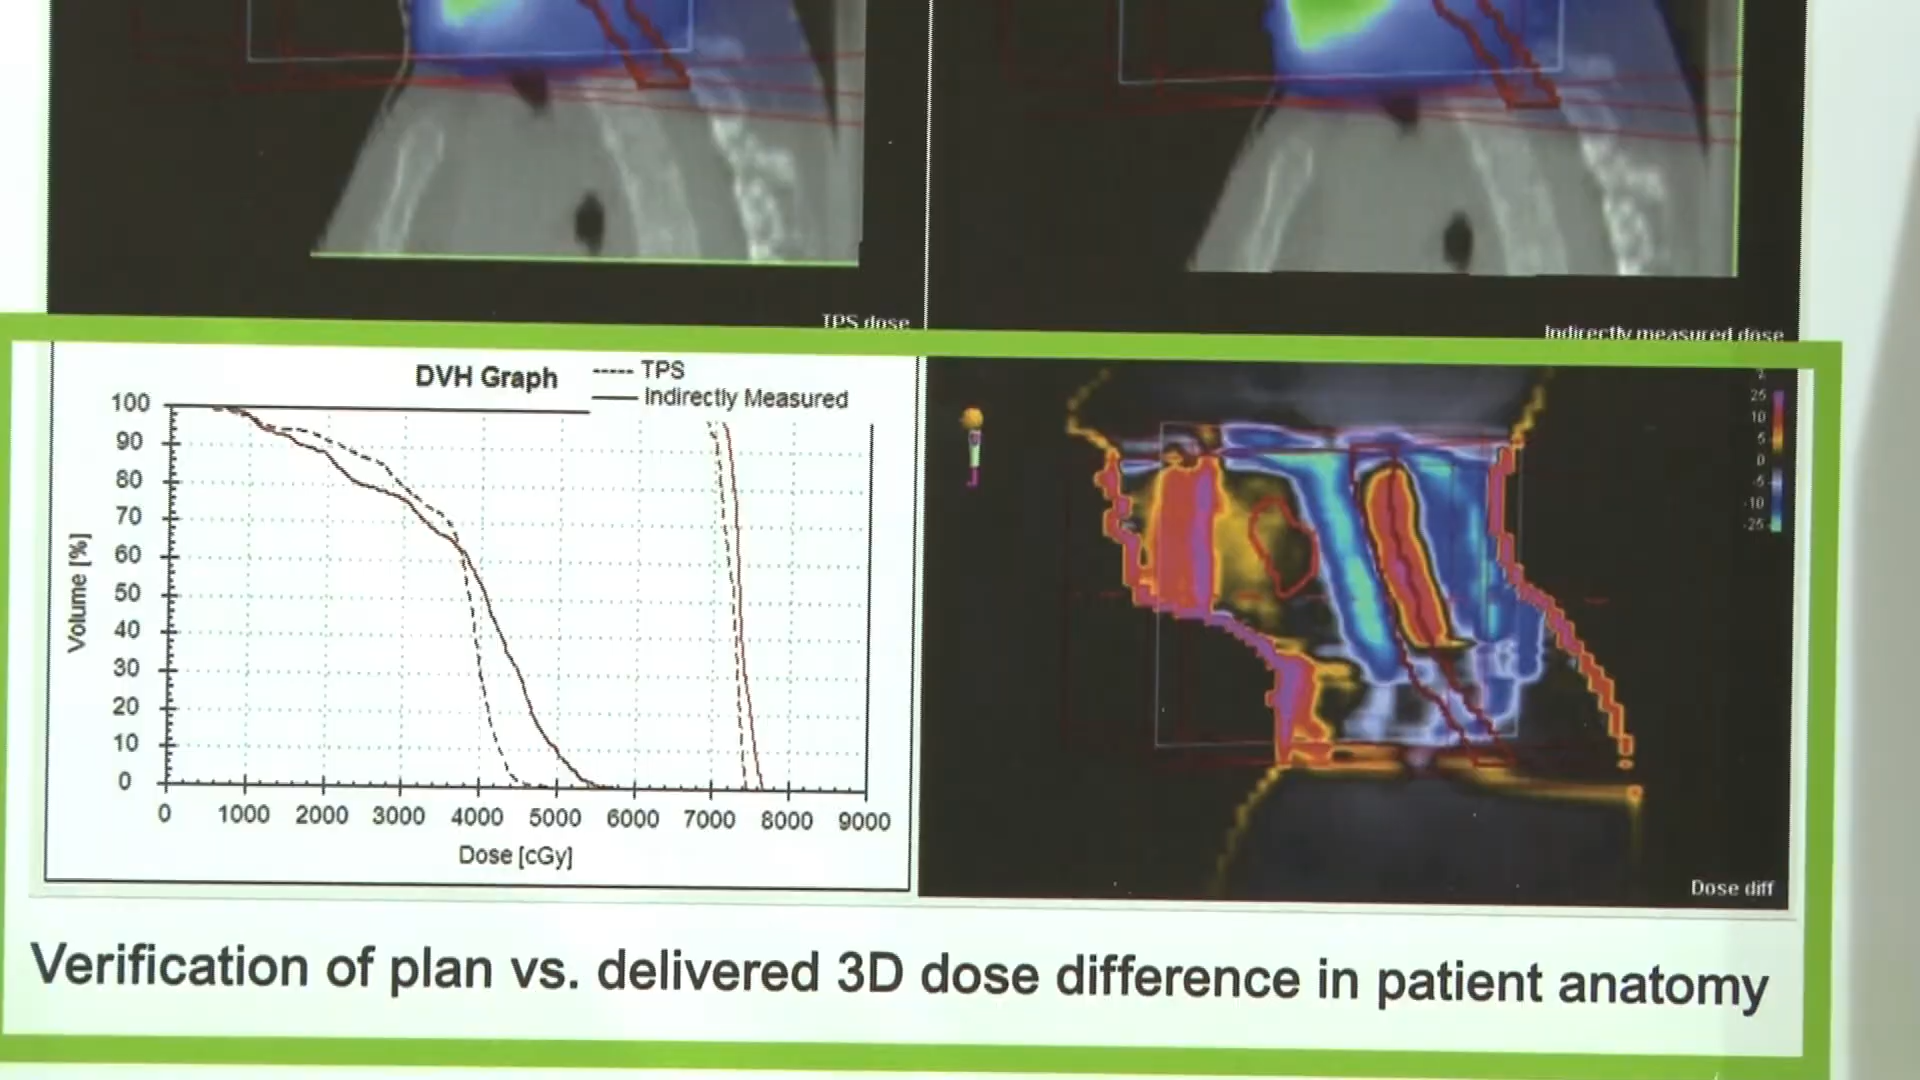 TPS dose
Indirectly measured dose
DVH Graph
TPS
Indirectly Measured
100
90
80
70
60
50
40
30
20
10
0
Volume [%]
0 1000 2000 3000 4000 5000 6000 7000 8000 9000
Dose [cGy]
25
10
5
0
-5
-10
-25
Dose diff
Verification of plan vs. delivered 3D dose difference in patient anatomy